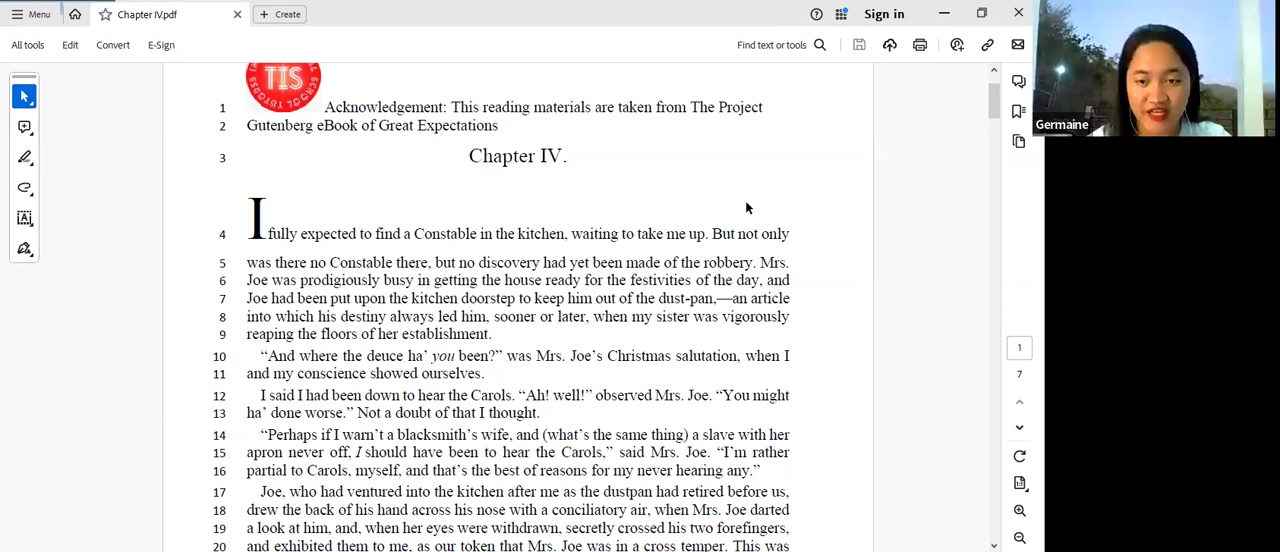 Menu
Chapter IV.pdf
Create
Sign in
All tools
Edit
Convert
E-Sign
Find text or tools
Germaine
TIS
1 Acknowledgement: This reading materials are taken from The Project
2 Gutenberg eBook of Great Expectations
3 Chapter IV.
4 I fully expected to find a Constable in the kitchen, waiting to take me up. But not only
5 was there no Constable there, but no discovery had yet been made of the robbery. Mrs.
6 Joe was prodigiously busy in getting the house ready for the festivities of the day, and
7 Joe had been put upon the kitchen doorstep to keep him out of the dust-pan,—an article
8 into which his destiny always led him, sooner or later, when my sister was vigorously
9 reaping the floors of her establishment.
10 “And where the deuce ha’ you been?” was Mrs. Joe’s Christmas salutation, when I
11 and my conscience showed ourselves.
12 I said I had been down to hear the Carols. “Ah! well!” observed Mrs. Joe. “You might
13 ha’ done worse.” Not a doubt of that I thought.
14 “Perhaps if I warn’t a blacksmith’s wife, and (what’s the same thing) a slave with her
15 apron never off, I should have been to hear the Carols,” said Mrs. Joe. “I’m rather
16 partial to Carols, myself, and that’s the best of reasons for my never hearing any.”
17 Joe, who had ventured into the kitchen after me as the dustpan had retired before us,
18 drew the back of his hand across his nose with a conciliatory air, when Mrs. Joe darted
19 a look at him, and, when her eyes were withdrawn, secretly crossed his two forefingers,
20 and exhibited them to me, as our token that Mrs. Joe was in a cross temper. This was
1
7